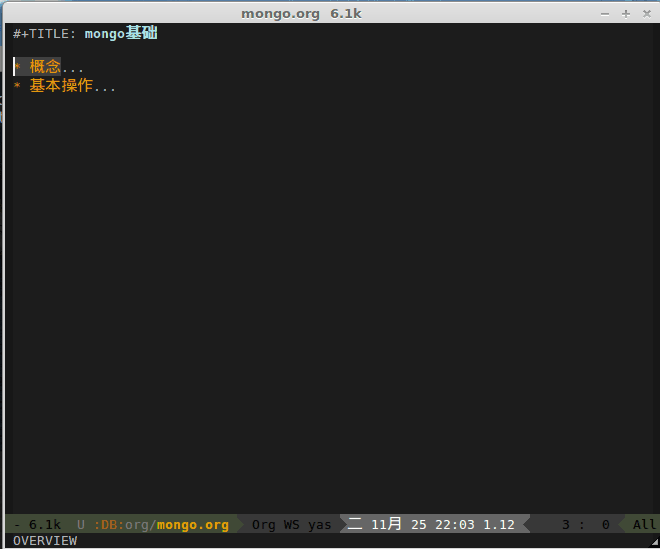 mongo.org 6.1k
#+TITLE: mongo基础
* 概念...
* 基本操作...
- 6.1k U :DB:org/mongo.org Org WS yas 二 11月 25 22:03 1.12 3 : 0 All
OVERVIEW